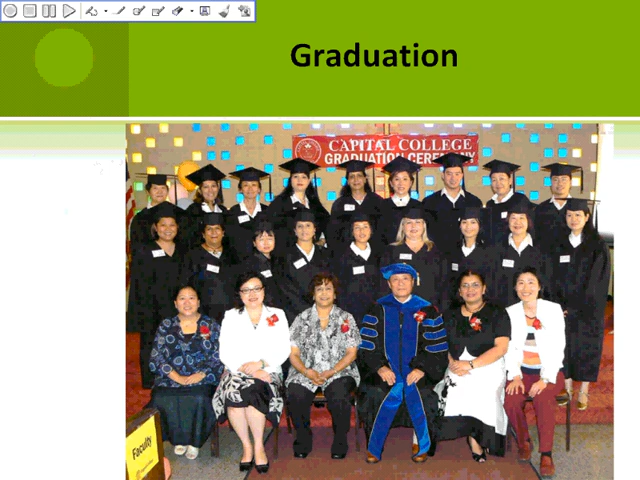 Graduation
CAPITAL COLLEGE
GRADUATION CEREMONY
Faculty